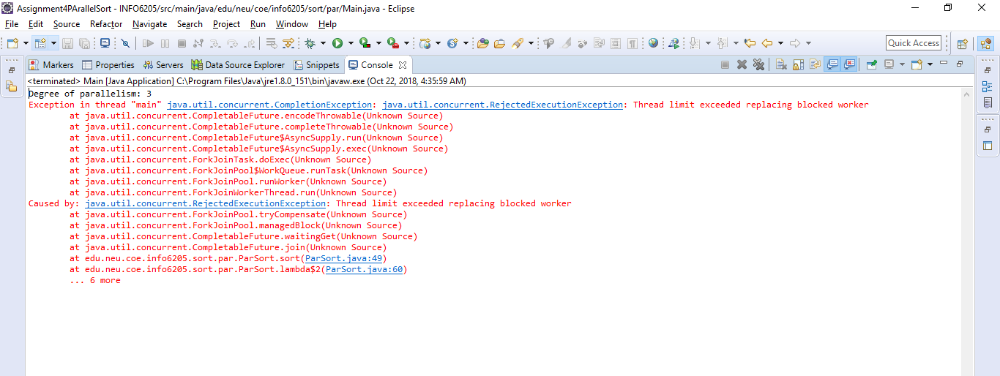 Assignment4PArallelSort - INFO6205/src/main/java/edu/neu/coe/info6205/sort/par/Main.java - Eclipse
File Edit Source Refactor Navigate Search Project Run Window Help
Quick Access
Markers Properties Servers Data Source Explorer Snippets Console
<terminated> Main [Java Application] C:\Program Files\Java\jre1.8.0_151\bin\javaw.exe (Oct 22, 2018, 4:35:59 AM)
Degree of parallelism: 3
Exception in thread "main" java.util.concurrent.CompletionException: java.util.concurrent.RejectedExecutionException: Thread limit exceeded replacing blocked worker
at java.util.concurrent.CompletableFuture.encodeThrowable(Unknown Source)
at java.util.concurrent.CompletableFuture.completeThrowable(Unknown Source)
at java.util.concurrent.CompletableFuture$AsyncSupply.run(Unknown Source)
at java.util.concurrent.CompletableFuture$AsyncSupply.exec(Unknown Source)
at java.util.concurrent.ForkJoinTask.doExec(Unknown Source)
at java.util.concurrent.ForkJoinPool$WorkQueue.runTask(Unknown Source)
at java.util.concurrent.ForkJoinPool.runWorker(Unknown Source)
at java.util.concurrent.ForkJoinWorkerThread.run(Unknown Source)
Caused by: java.util.concurrent.RejectedExecutionException: Thread limit exceeded replacing blocked worker
at java.util.concurrent.ForkJoinPool.tryCompensate(Unknown Source)
at java.util.concurrent.ForkJoinPool.managedBlock(Unknown Source)
at java.util.concurrent.CompletableFuture.waitingGet(Unknown Source)
at java.util.concurrent.CompletableFuture.join(Unknown Source)
at edu.neu.coe.info6205.sort.par.ParSort.sort(ParSort.java:49)
at edu.neu.coe.info6205.sort.par.ParSort.lambda$2(ParSort.java:60)
... 6 more